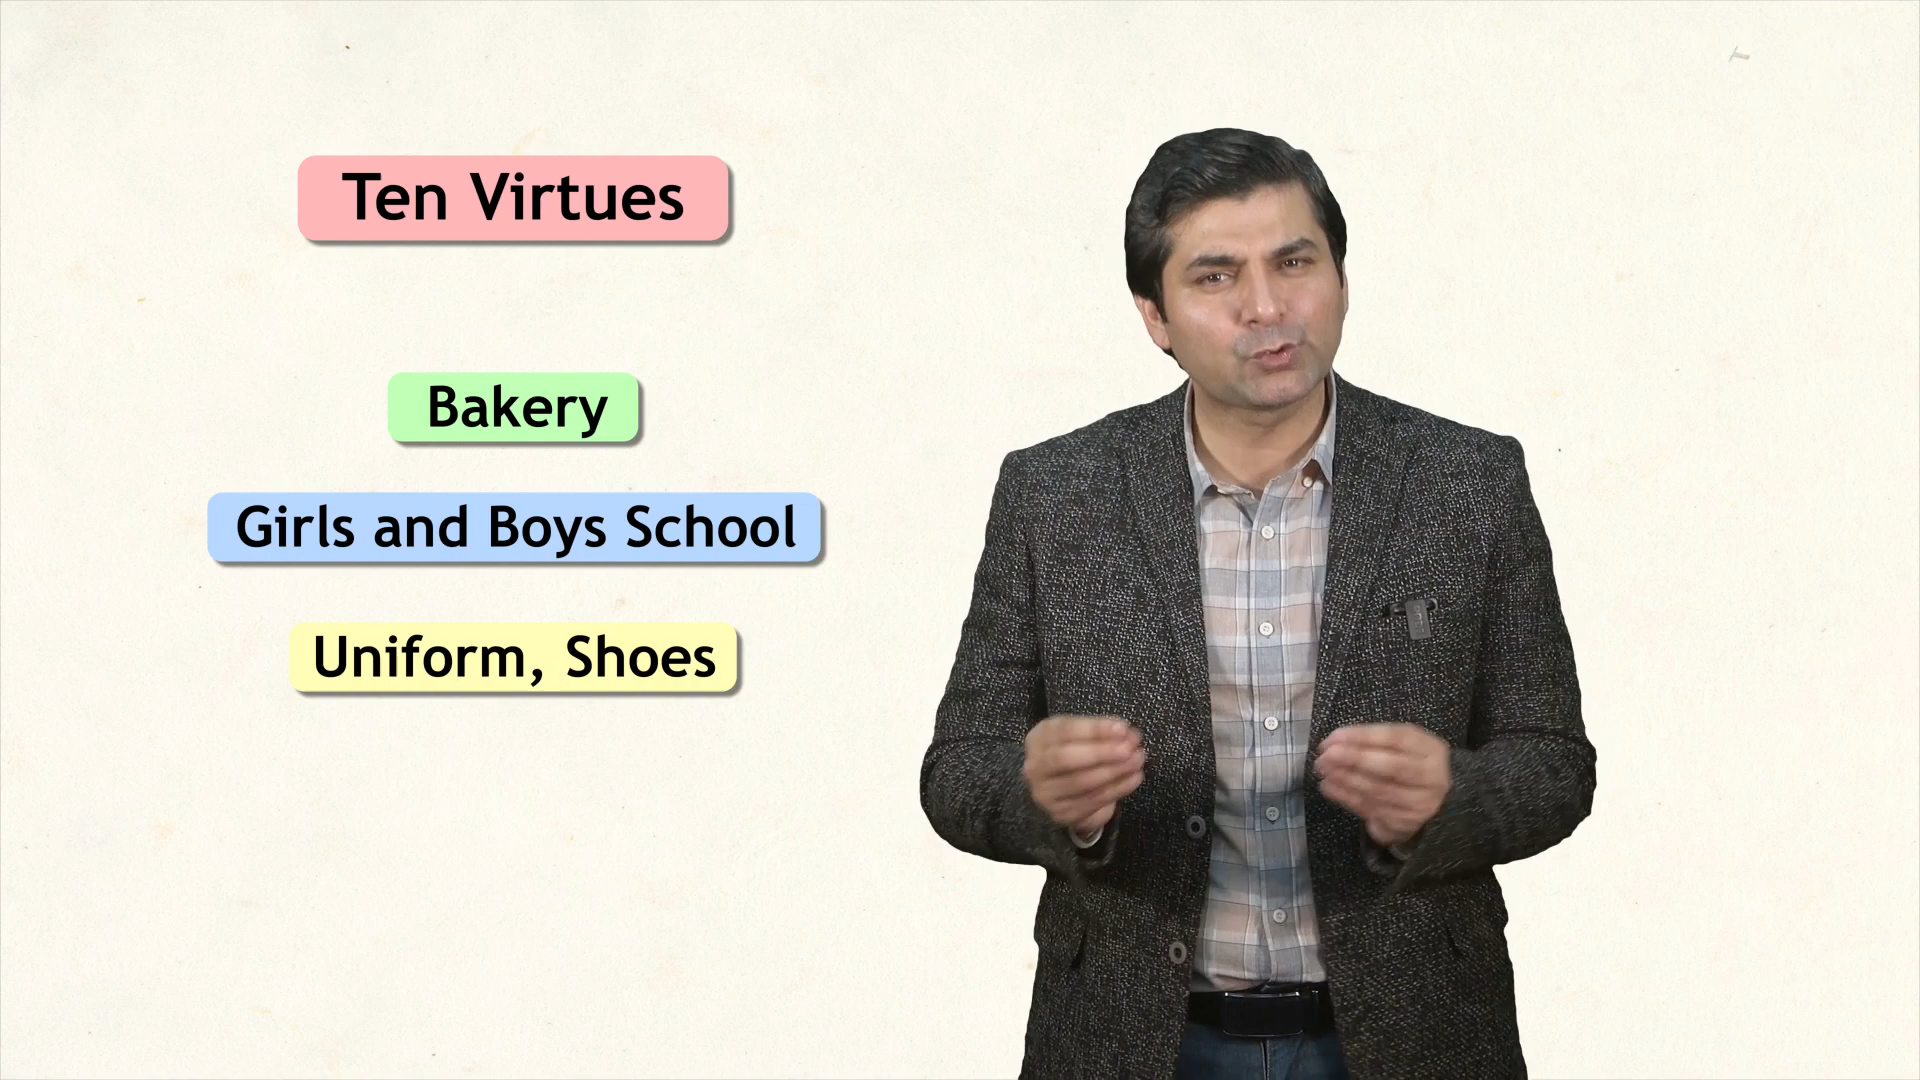 Ten Virtues
Bakery
Girls and Boys School
Uniform, Shoes